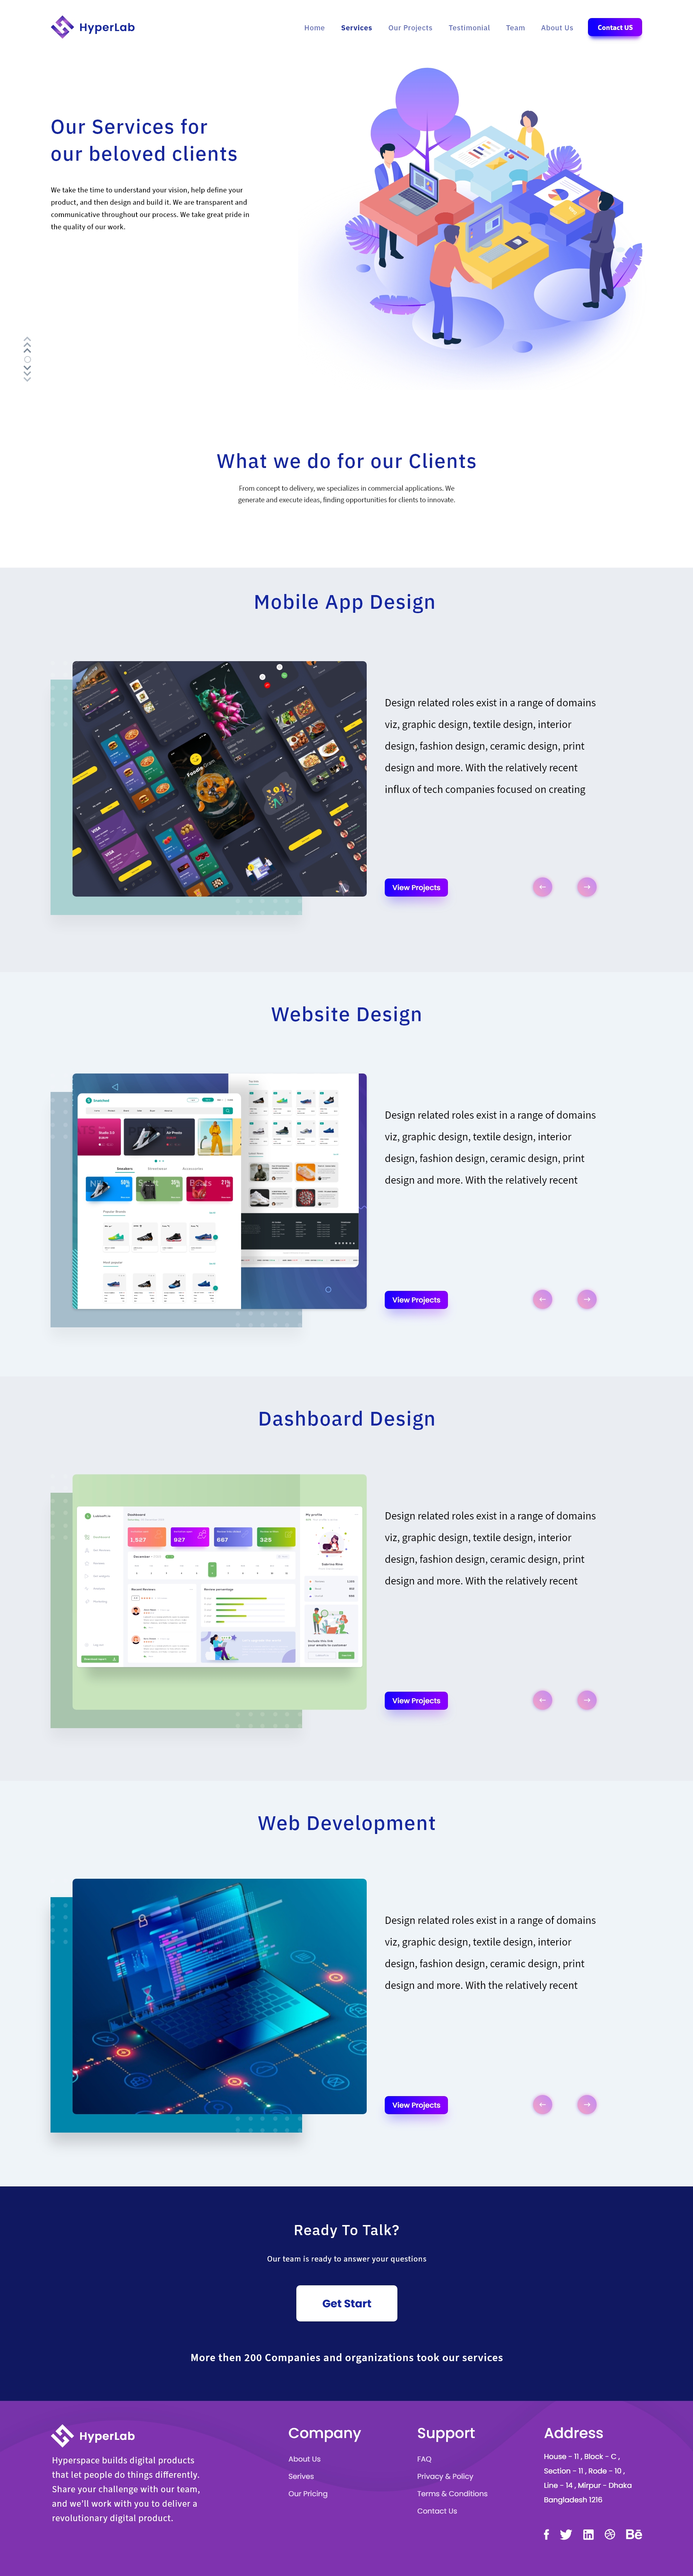 HyperLab
Home Services Our Projects Testimonial Team About Us Contact US
Our Services for
our beloved clients
We take the time to understand your vision, help define your
product, and then design and build it. We are transparent and
communicative throughout our process. We take great pride in
the quality of our work.
What we do for our Clients
From concept to delivery, we specializes in commercial applications. We
generate and execute ideas, finding opportunities for clients to innovate.
Mobile App Design
Design related roles exist in a range of domains
viz, graphic design, textile design, interior
design, fashion design, ceramic design, print
design and more. With the relatively recent
influx of tech companies focused on creating
View Projects
Website Design
Design related roles exist in a range of domains
viz, graphic design, textile design, interior
design, fashion design, ceramic design, print
design and more. With the relatively recent
View Projects
Dashboard Design
Dashboard
My profile
1,527
927
667
325
December
Recent Reviews
Review percentage
Design related roles exist in a range of domains
viz, graphic design, textile design, interior
design, fashion design, ceramic design, print
design and more. With the relatively recent
View Projects
Web Development
Design related roles exist in a range of domains
viz, graphic design, textile design, interior
design, fashion design, ceramic design, print
design and more. With the relatively recent
View Projects
Ready To Talk?
Our team is ready to answer your questions
Get Start
More then 200 Companies and organizations took our services
HyperLab
Hyperspace builds digital products
that let people do things differently.
Share your challenge with our team,
and we'll work with you to deliver a
revolutionary digital product.
Company
About Us
Serives
Our Pricing
Support
FAQ
Privacy & Policy
Terms & Conditions
Contact Us
Address
House - 11 , Block - C ,
Section - 11 , Rode - 10 ,
Line - 14 , Mirpur - Dhaka
Bangladesh 1216